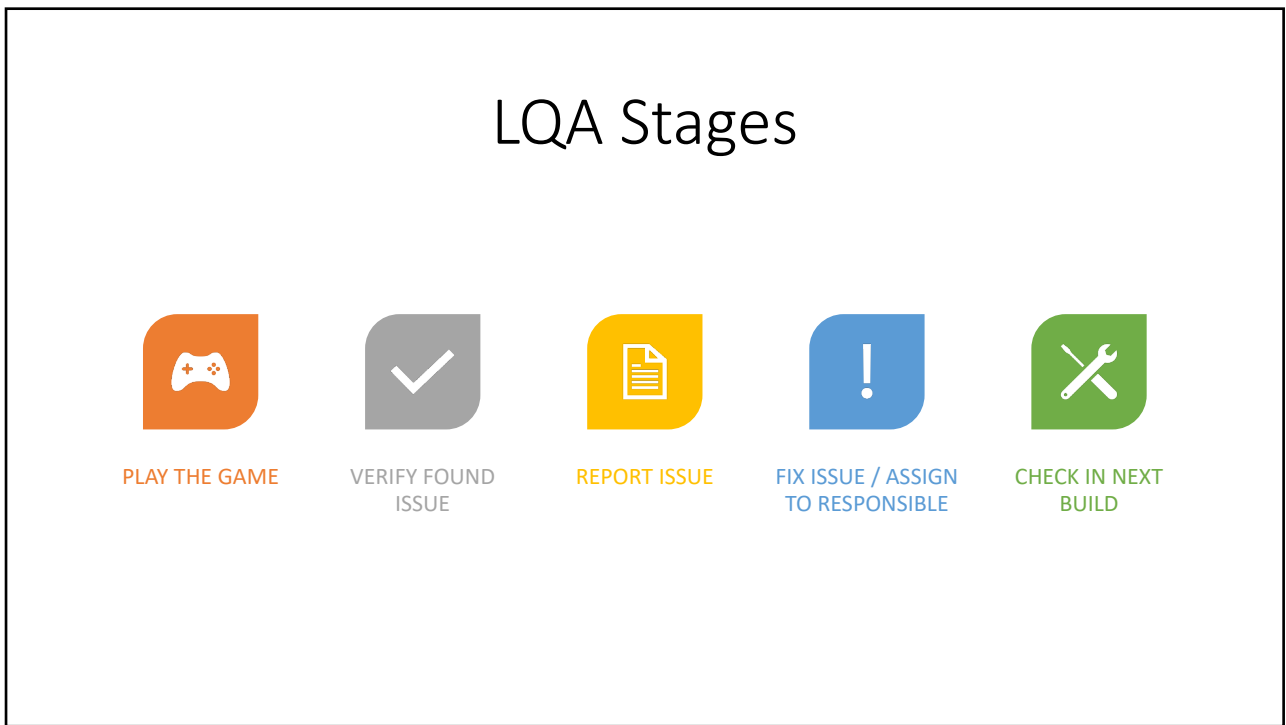 LQA Stages
PLAY THE GAME
VERIFY FOUND
ISSUE
REPORT ISSUE
FIX ISSUE / ASSIGN
TO RESPONSIBLE
CHECK IN NEXT
BUILD